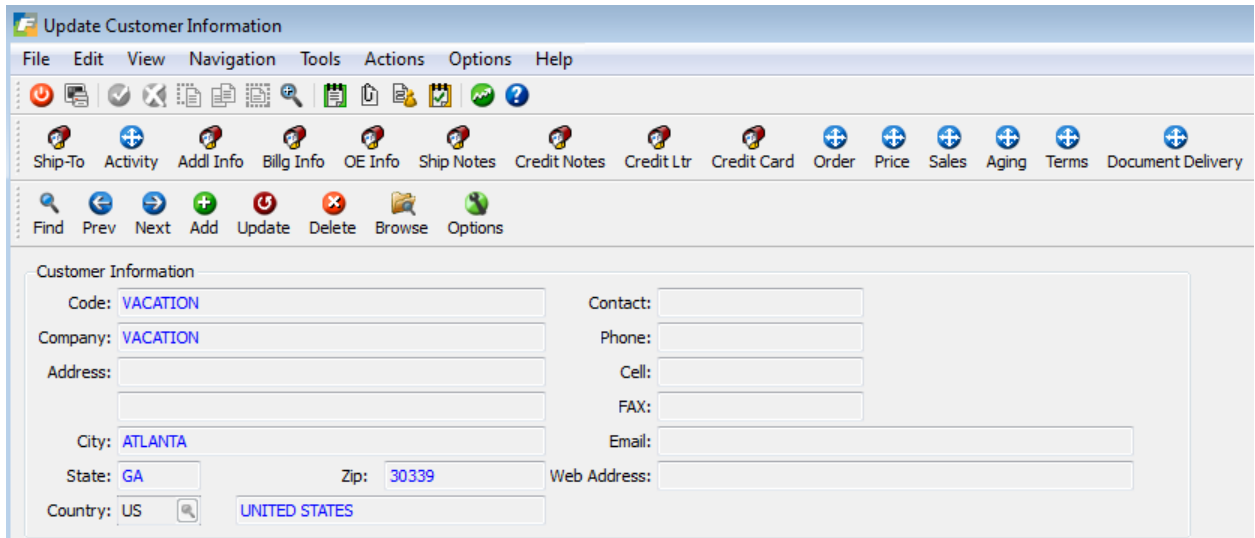 Update Customer Information
File Edit View Navigation Tools Actions Options Help
Ship-To Activity Addl Info Billg Info OE Info Ship Notes Credit Notes Credit Ltr Credit Card Order Price Sales Aging Terms Document Delivery
Find Prev Next Add Update Delete Browse Options
Customer Information
Code: VACATION Contact:
Company: VACATION Phone:
Address: Cell:
FAX:
City: ATLANTA Email:
State: GA Zip: 30339 Web Address:
Country: US UNITED STATES